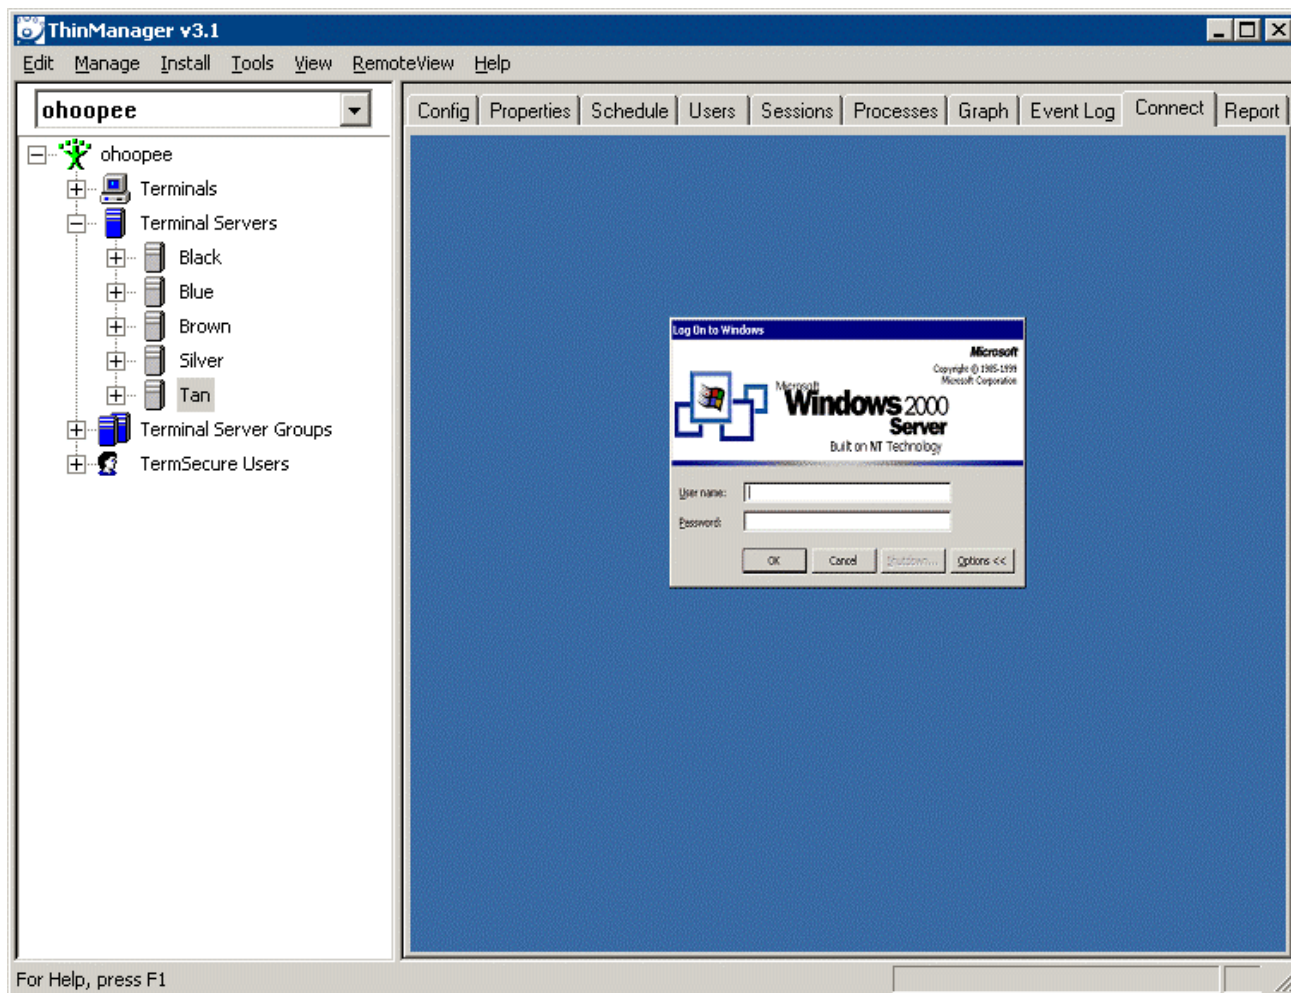 ThinManager v3.1
Edit Manage Install Tools View RemoteView Help
ohoopee
Config Properties Schedule Users Sessions Processes Graph Event Log Connect Report
ohoopee
Terminals
Terminal Servers
Black
Blue
Brown
Silver
Tan
Terminal Server Groups
TermSecure Users
Log On to Windows
Microsoft
Copyright © 1985-1999
Microsoft Corporation
Microsoft
Windows 2000
Server
Built on NT Technology
User name:
Password:
OK Cancel Shutdown... Options <<
For Help, press F1